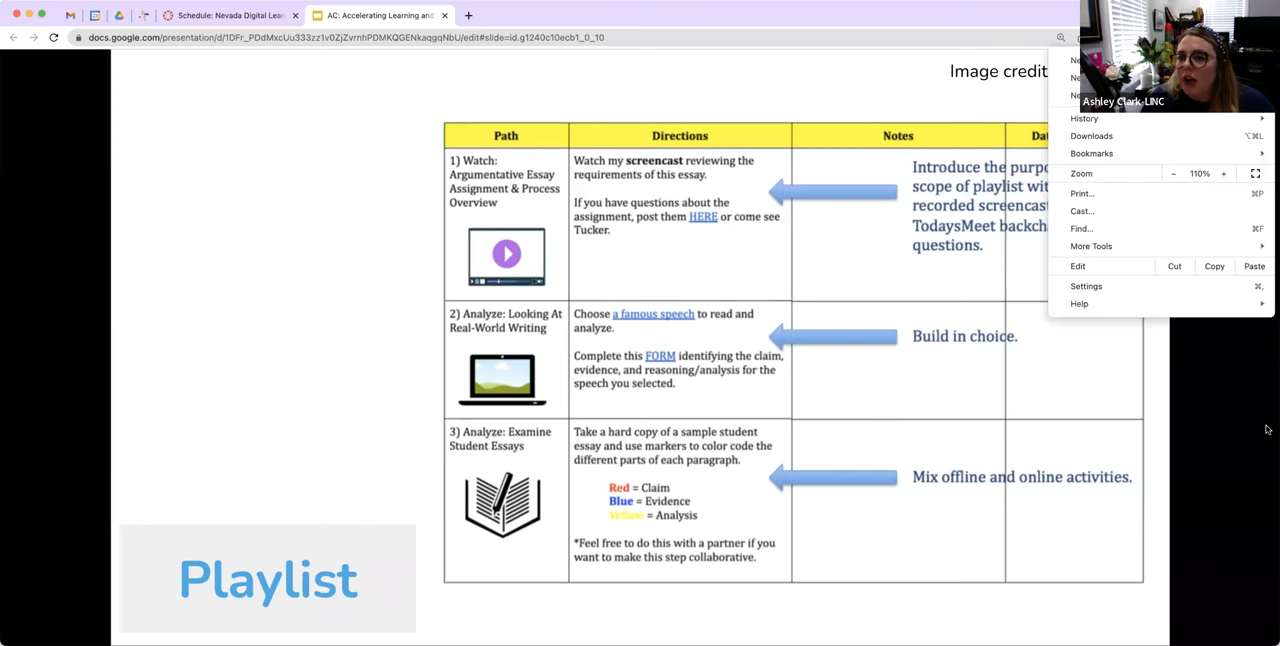 Schedule: Nevada Digital Lear
AC: Accelerating Learning and
docs.google.com/presentation/d/1DFr_PDdMxcUu333zz1v0ZjZvrnhPDMKQGENkaqgqNbU/edit#slide=id.g1240c10ecb1_0_10
Image credit
Ashley Clark-LINC
Ne
Ne
Ne
History
Downloads ⌥⌘L
Bookmarks
Zoom − 110% +
Print... ⌘P
Cast...
Find... ⌘F
More Tools
Edit Cut Copy Paste
Settings ⌘,
Help
Path Directions Notes Dat
1) Watch:
Argumentative Essay
Assignment & Process
Overview
Watch my screencast reviewing the
requirements of this essay.
If you have questions about the
assignment, post them HERE or come see
Tucker.
Introduce the purpo
scope of playlist wit
recorded screencas
TodaysMeet backch
questions.
2) Analyze: Looking At
Real-World Writing
Choose a famous speech to read and
analyze.
Complete this FORM identifying the claim,
evidence, and reasoning/analysis for the
speech you selected.
Build in choice.
3) Analyze: Examine
Student Essays
Take a hard copy of a sample student
essay and use markers to color code the
different parts of each paragraph.
Red = Claim
Blue = Evidence
Yellow = Analysis
*Feel free to do this with a partner if you
want to make this step collaborative.
Mix offline and online activities.
Playlist